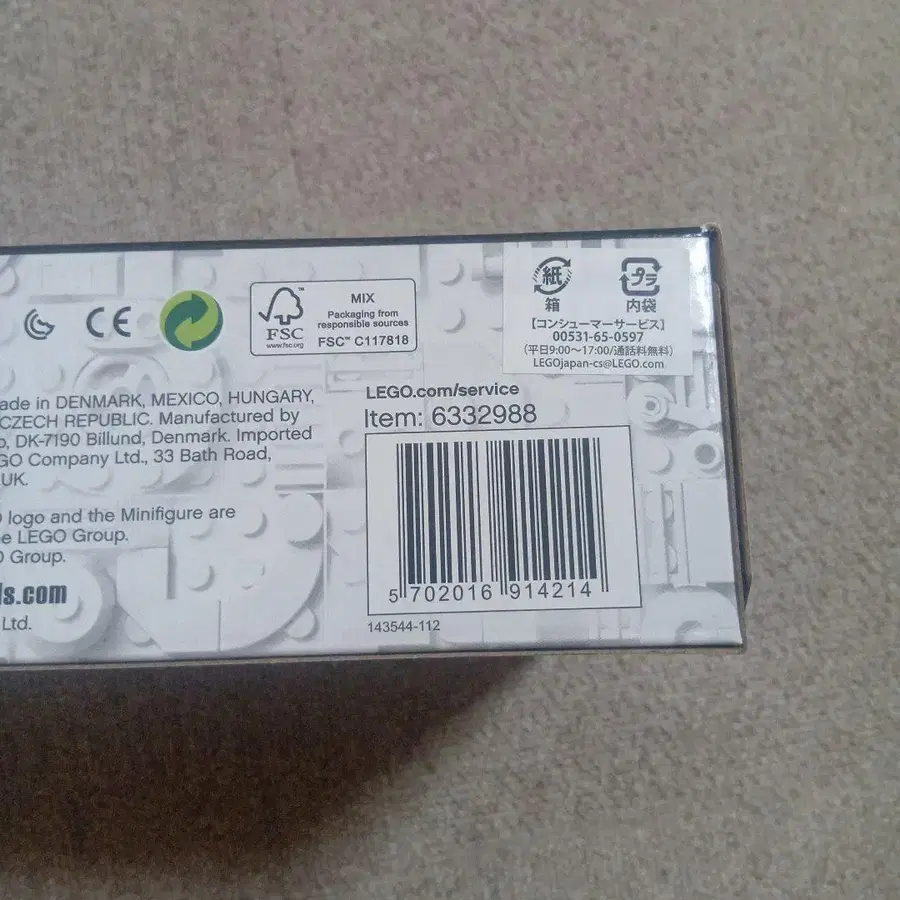 CE
FSC™
www.fsc.org
MIX
Packaging from
responsible sources
FSC™ C117818
紙
箱
プラ
内袋
【コンシューマーサービス】
00531-65-0597
(平日9:00~17:00/通話料無料)
LEGOjapan-cs@LEGO.com
ade in DENMARK, MEXICO, HUNGARY,
CZECH REPUBLIC. Manufactured by
, DK-7190 Billund, Denmark. Imported
GO Company Ltd., 33 Bath Road,
UK.
logo and the Minifigure are
e LEGO Group.
O Group.
ls.com
Ltd.
LEGO.com/service
Item: 6332988
5 702016 914214
143544-112